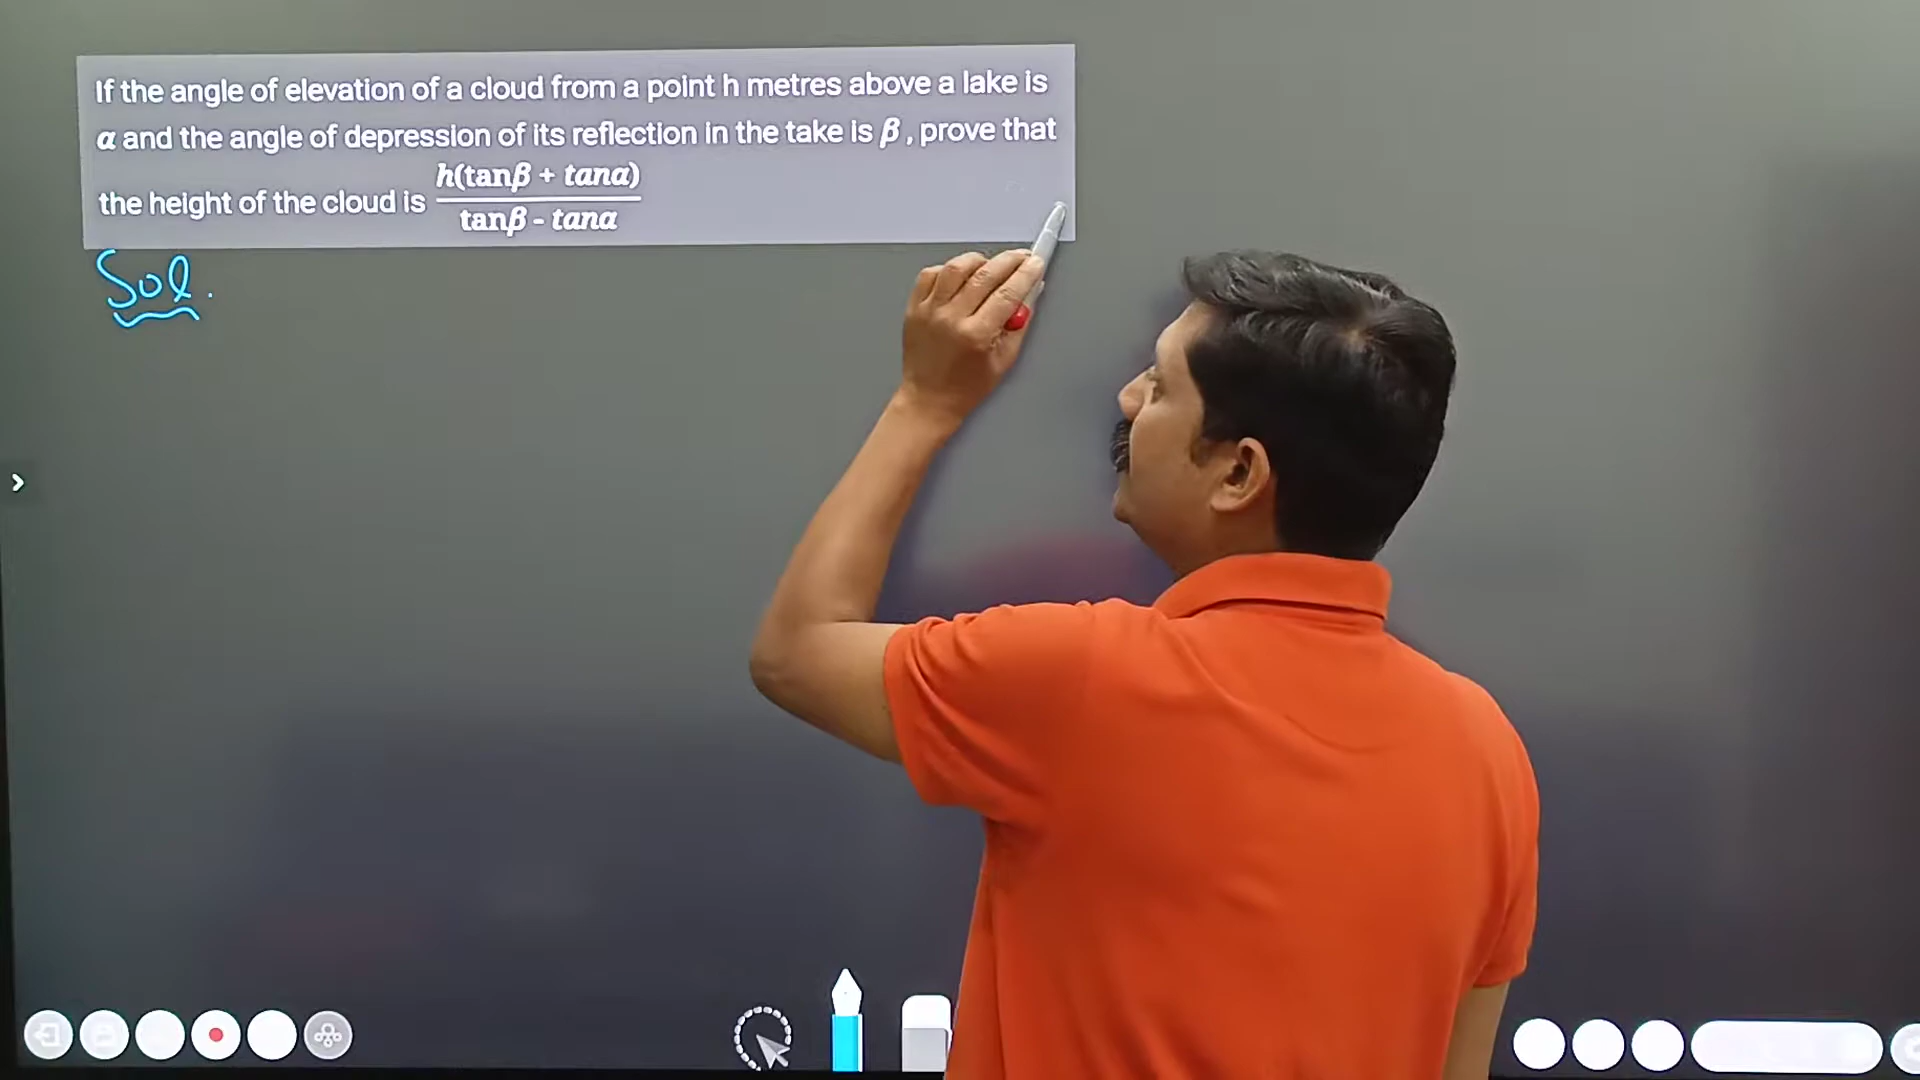 If the angle of elevation of a cloud from a point h metres above a lake is
α and the angle of depression of its reflection in the take is β , prove that
the height of the cloud is h(tanβ + tanα) / tanβ - tanα
Sol.